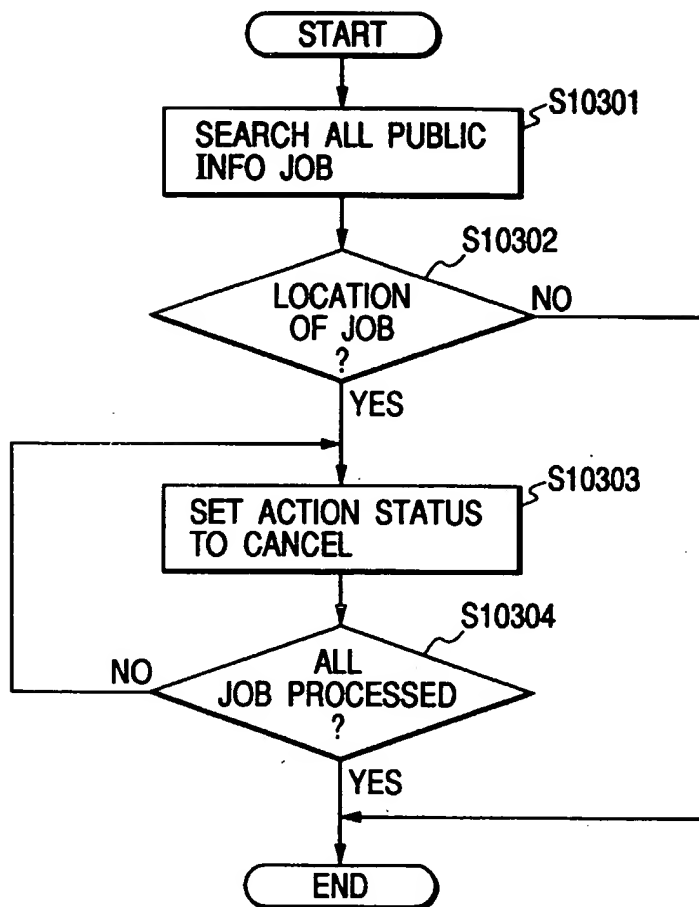 START
S10301
SEARCH ALL PUBLIC
INFO JOB
S10302
LOCATION
OF JOB
?
NO
YES
S10303
SET ACTION STATUS
TO CANCEL
S10304
ALL
JOB PROCESSED
?
NO
YES
END